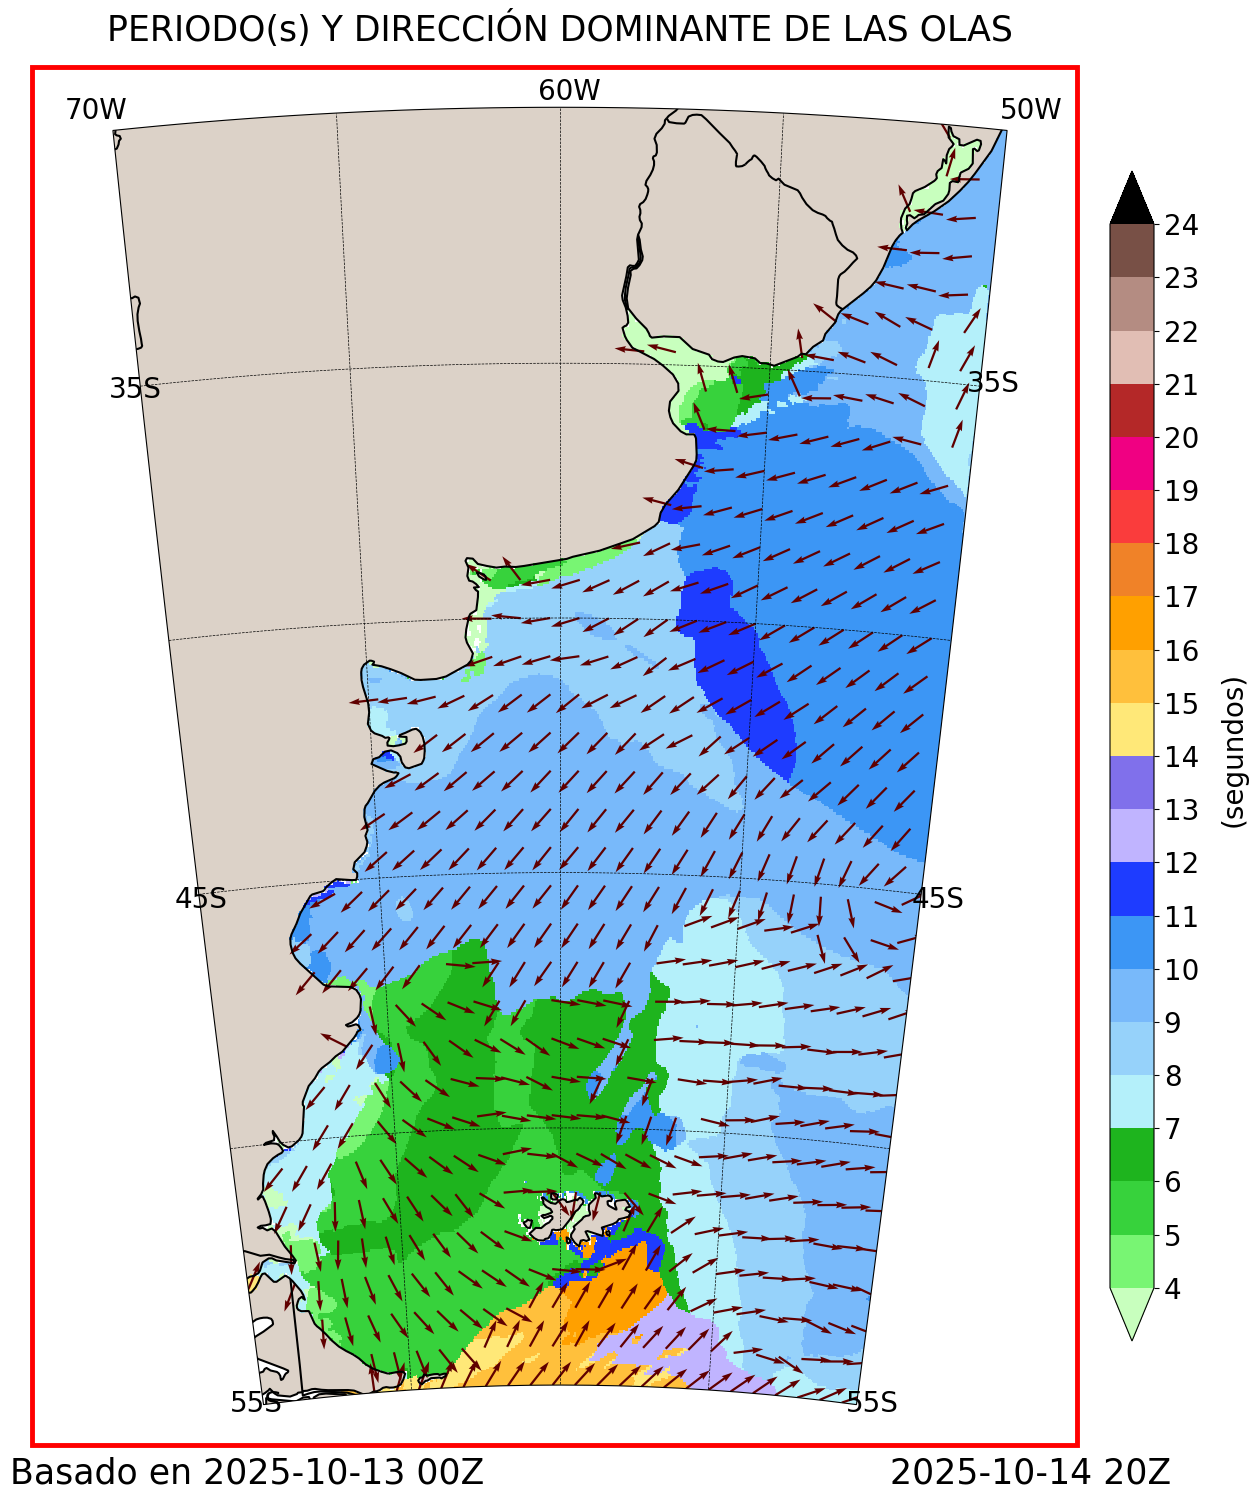 PERIODO(s) Y DIRECCIÓN DOMINANTE DE LAS OLAS
70W
60W
50W
35S
35S
45S
45S
55S
55S
24
23
22
21
20
19
18
17
16
15
14
13
12
11
10
9
8
7
6
5
4
(segundos)
Basado en 2025-10-13 00Z
2025-10-14 20Z